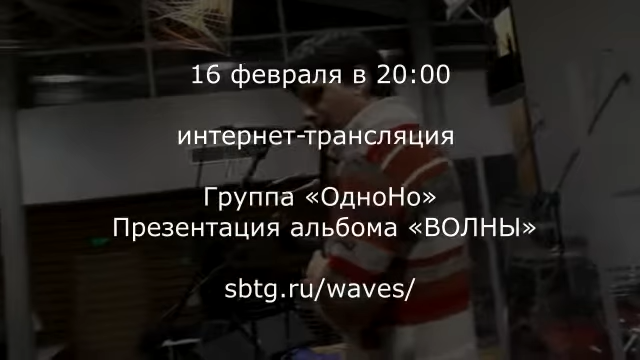 16 февраля в 20:00
интернет-трансляция
Группа «ОдноНо»
Презентация альбома «ВОЛНЫ»
sbtg.ru/waves/